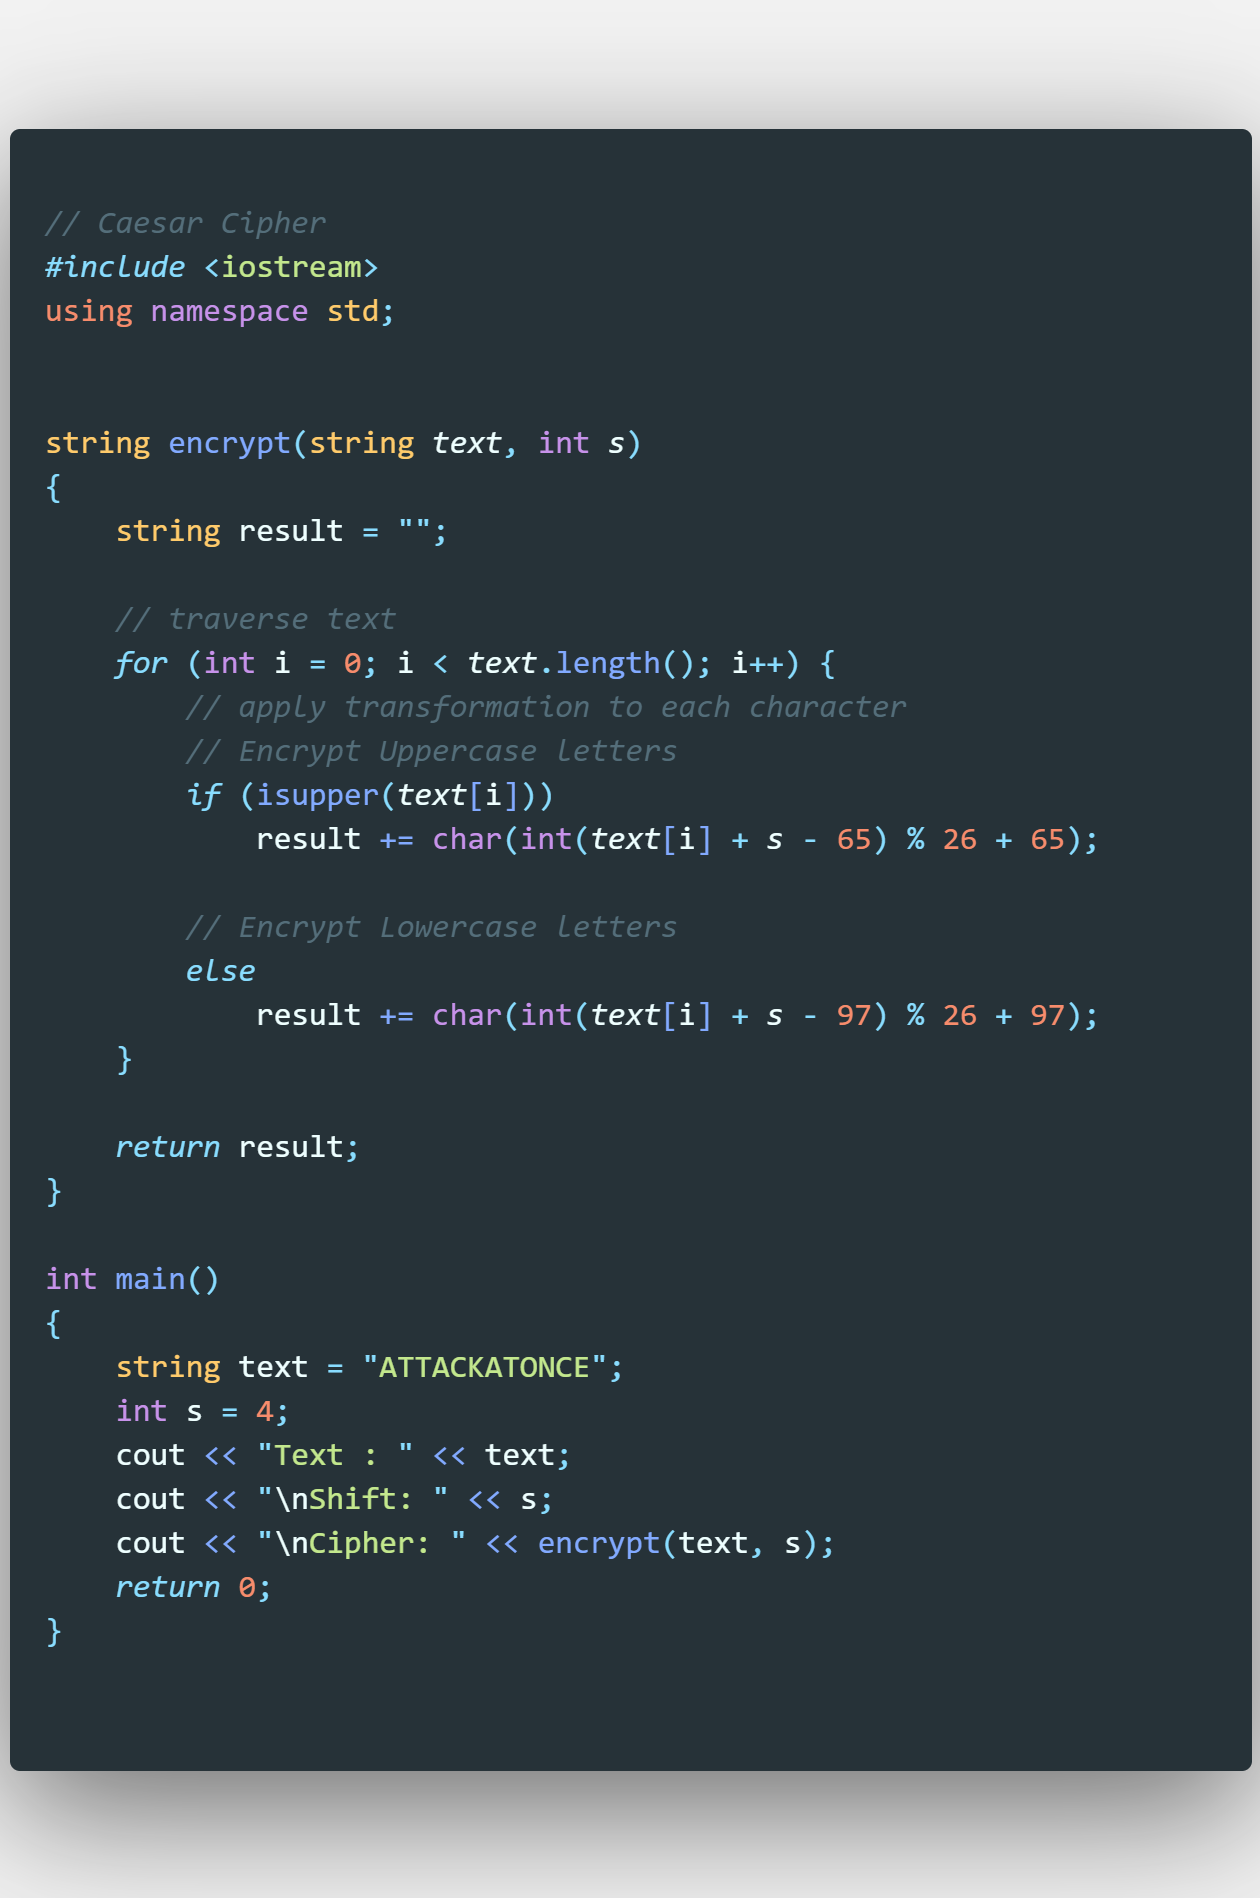 // Caesar Cipher
#include <iostream>
using namespace std;
string encrypt(string text, int s)
{
    string result = "";
    // traverse text
    for (int i = 0; i < text.length(); i++) {
        // apply transformation to each character
        // Encrypt Uppercase letters
        if (isupper(text[i]))
            result += char(int(text[i] + s - 65) % 26 + 65);
        // Encrypt Lowercase letters
        else
            result += char(int(text[i] + s - 97) % 26 + 97);
    }
    return result;
}
int main()
{
    string text = "ATTACKATONCE";
    int s = 4;
    cout << "Text : " << text;
    cout << "\nShift: " << s;
    cout << "\nCipher: " << encrypt(text, s);
    return 0;
}